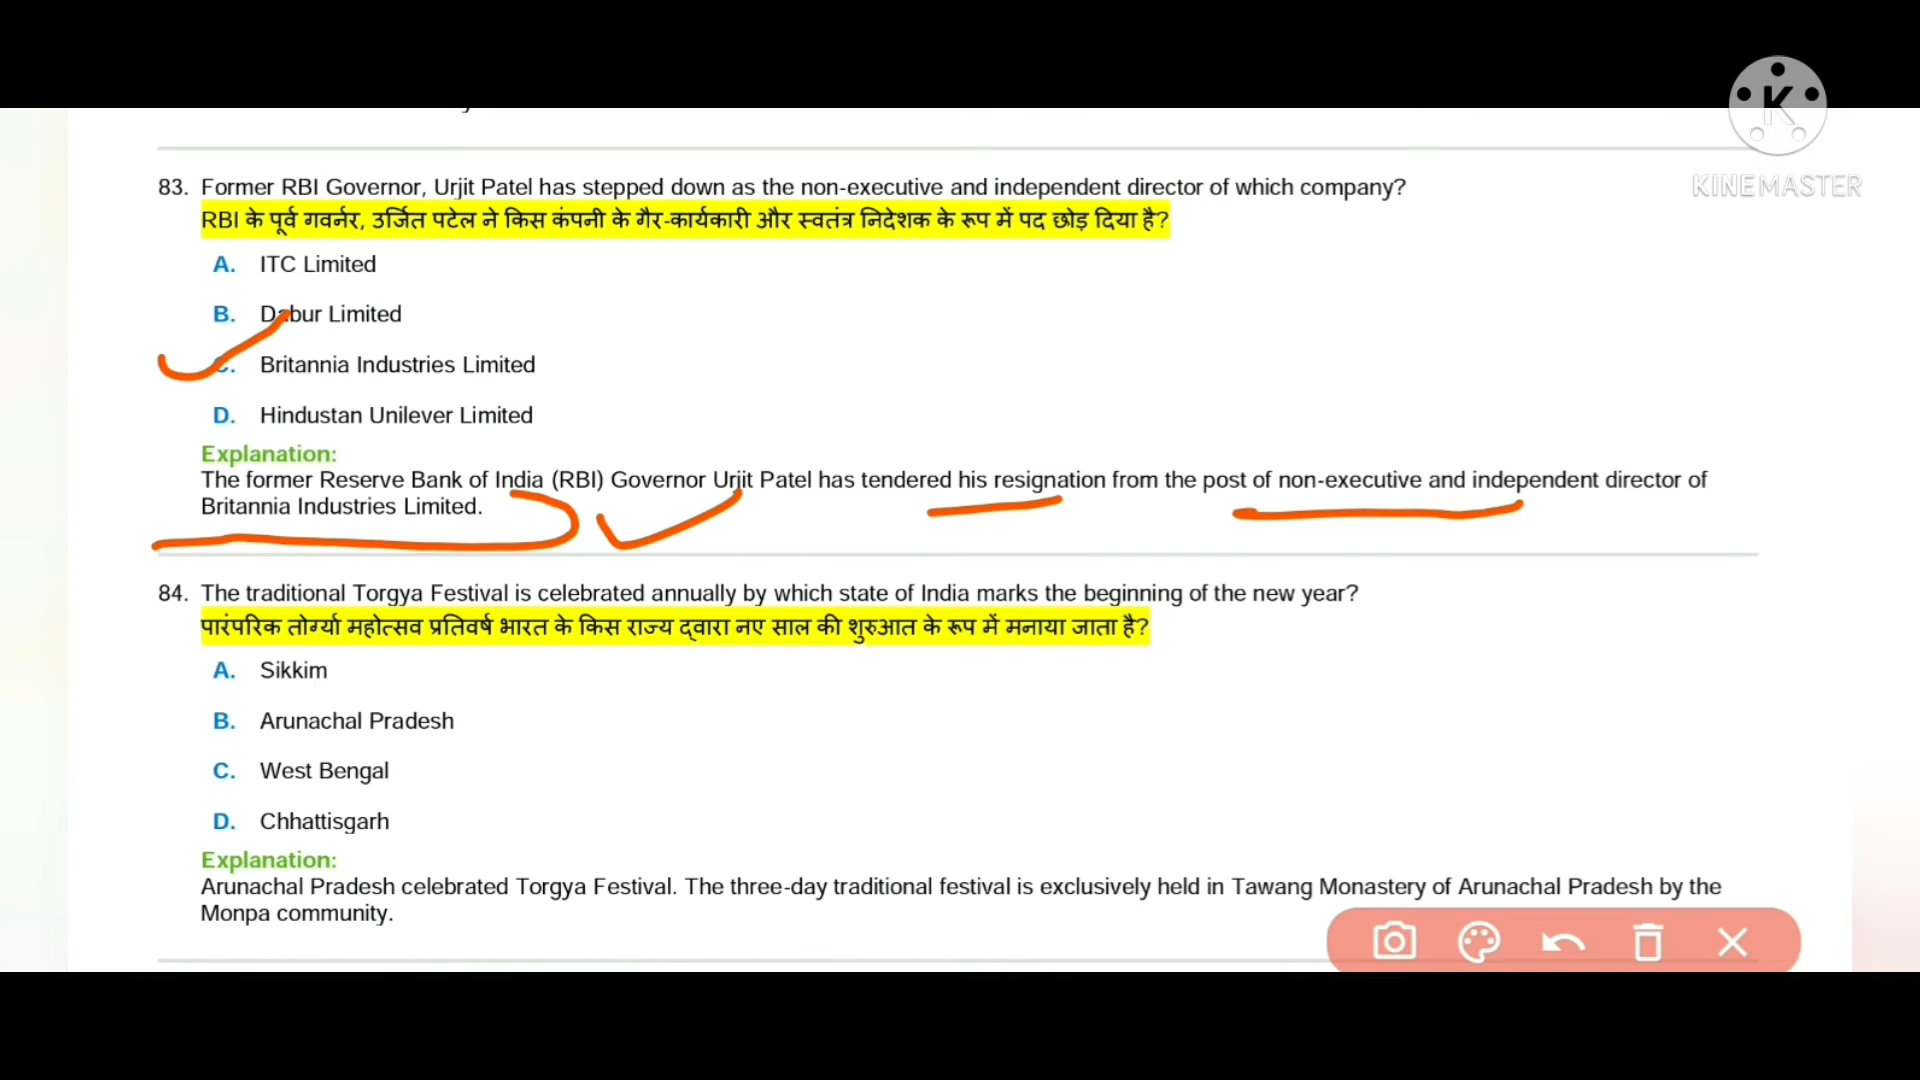 K
KINEMASTER
83. Former RBI Governor, Urjit Patel has stepped down as the non-executive and independent director of which company?
RBI के पूर्व गवर्नर, उर्जित पटेल ने किस कंपनी के गैर-कार्यकारी और स्वतंत्र निदेशक के रूप में पद छोड़ दिया है?
A. ITC Limited
B. Dabur Limited
C. Britannia Industries Limited
D. Hindustan Unilever Limited
Explanation:
The former Reserve Bank of India (RBI) Governor Urjit Patel has tendered his resignation from the post of non-executive and independent director of
Britannia Industries Limited.
84. The traditional Torgya Festival is celebrated annually by which state of India marks the beginning of the new year?
पारंपरिक तोर्ग्या महोत्सव प्रतिवर्ष भारत के किस राज्य द्वारा नए साल की शुरुआत के रूप में मनाया जाता है?
A. Sikkim
B. Arunachal Pradesh
C. West Bengal
D. Chhattisgarh
Explanation:
Arunachal Pradesh celebrated Torgya Festival. The three-day traditional festival is exclusively held in Tawang Monastery of Arunachal Pradesh by the
Monpa community.